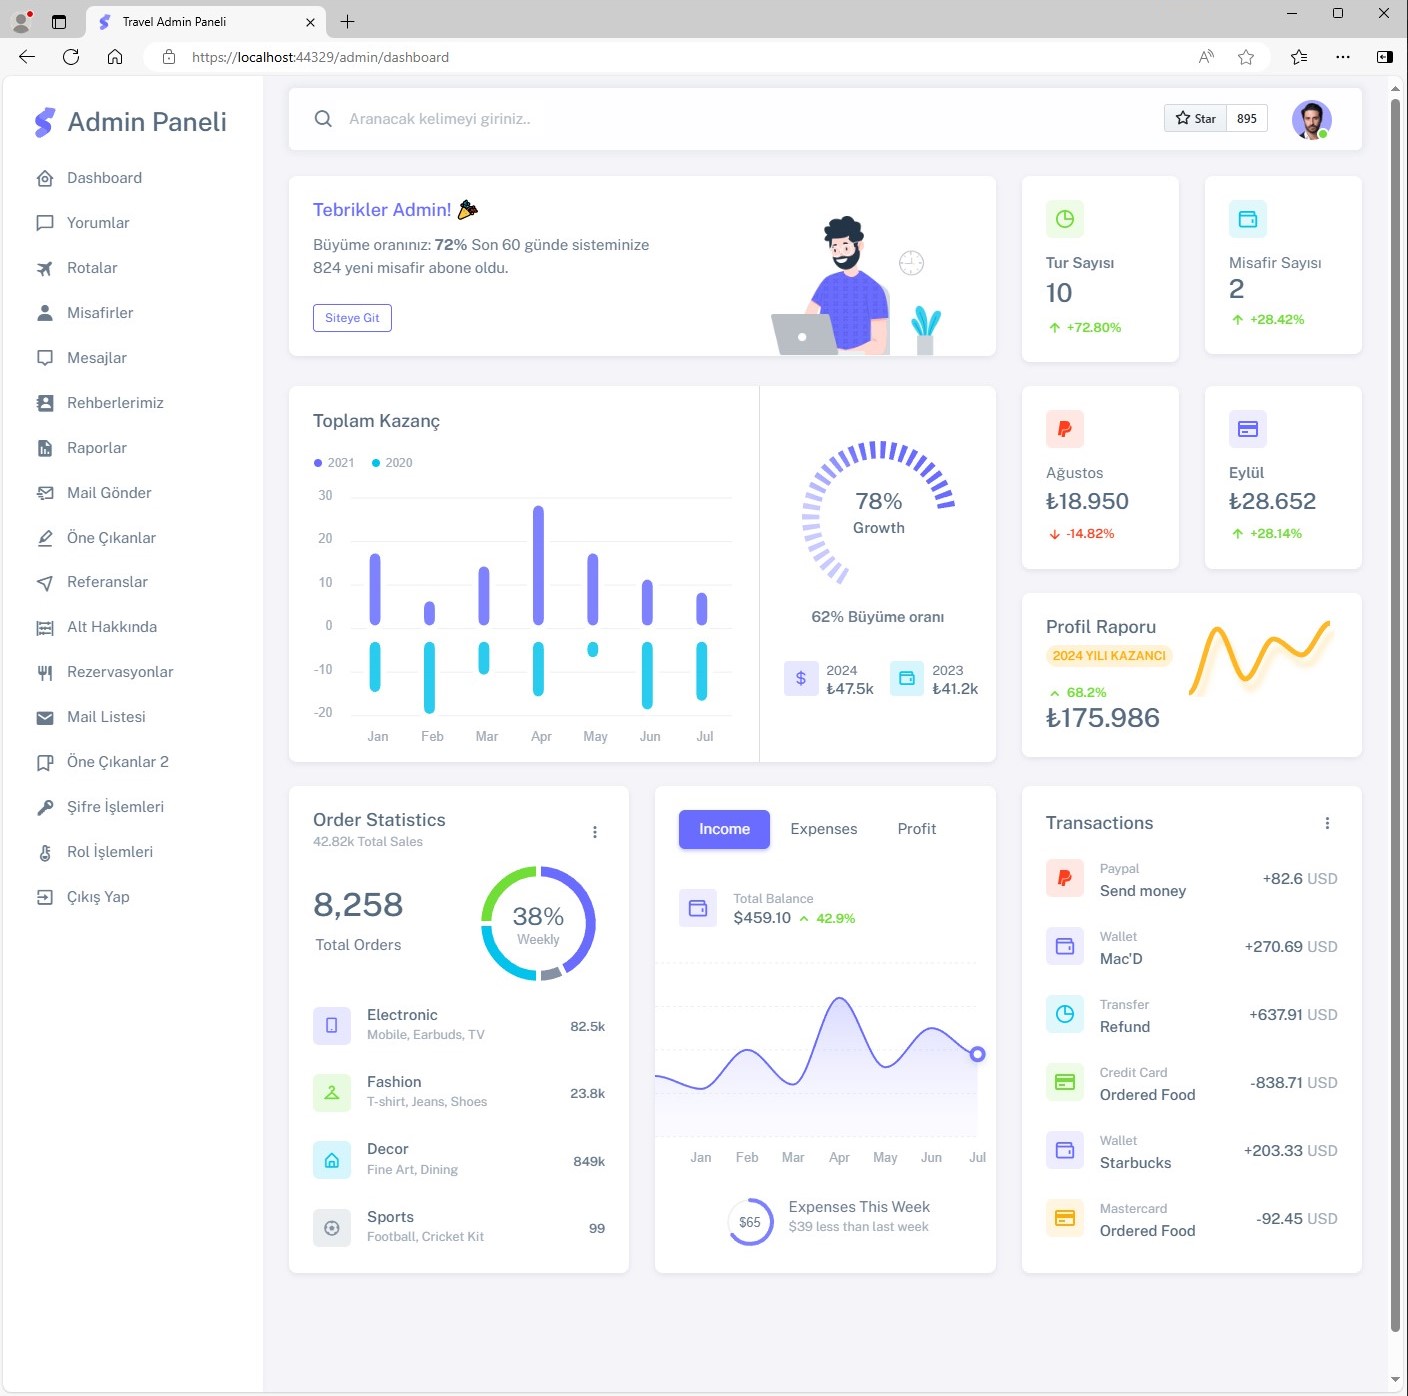 Travel Admin Paneli
https://localhost:44329/admin/dashboard
Admin Paneli
Dashboard
Yorumlar
Rotalar
Misafirler
Mesajlar
Rehberlerimiz
Raporlar
Mail Gönder
Öne Çıkanlar
Referanslar
Alt Hakkında
Rezervasyonlar
Mail Listesi
Öne Çıkanlar 2
Şifre İşlemleri
Rol İşlemleri
Çıkış Yap
Aranacak kelimeyi giriniz..
Star 895
Tebrikler Admin!
Büyüme oranınız: 72% Son 60 günde sisteminize
824 yeni misafir abone oldu.
Siteye Git
Tur Sayısı
10
+72.80%
Misafir Sayısı
2
+28.42%
Toplam Kazanç
2021 2020
30
20
10
0
-10
-20
Jan Feb Mar Apr May Jun Jul
78%
Growth
62% Büyüme oranı
2024
₺47.5k
2023
₺41.2k
Ağustos
₺18.950
-14.82%
Eylül
₺28.652
+28.14%
Profil Raporu
2024 YILI KAZANCI
68.2%
₺175.986
Order Statistics
42.82k Total Sales
8,258
Total Orders
38%
Weekly
Electronic
Mobile, Earbuds, TV
82.5k
Fashion
T-shirt, Jeans, Shoes
23.8k
Decor
Fine Art, Dining
849k
Sports
Football, Cricket Kit
99
Income Expenses Profit
Total Balance
$459.10 42.9%
Jan Feb Mar Apr May Jun Jul
$65
Expenses This Week
$39 less than last week
Transactions
Paypal
Send money
+82.6 USD
Wallet
Mac'D
+270.69 USD
Transfer
Refund
+637.91 USD
Credit Card
Ordered Food
-838.71 USD
Wallet
Starbucks
+203.33 USD
Mastercard
Ordered Food
-92.45 USD